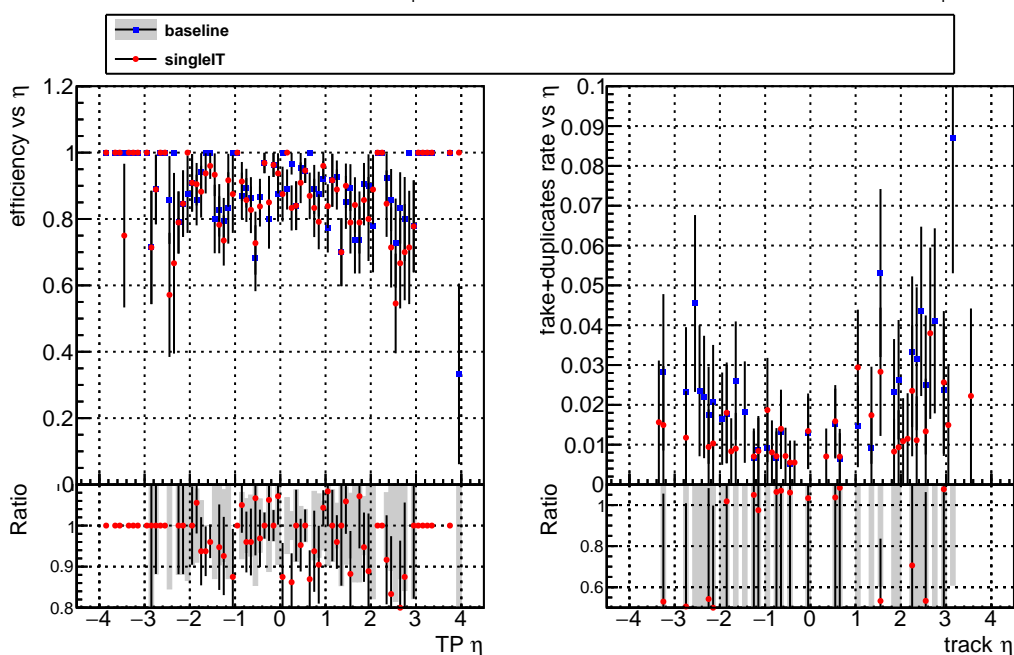 baseline
singleIT
efficiency vs η
1.2
1
0.8
0.6
0.4
0.2
0
Ratio
1
0.9
0.8
−4 −3 −2 −1 0 1 2 3 4
TP η
fake+duplicates rate vs η
0.1
0.09
0.08
0.07
0.06
0.05
0.04
0.03
0.02
0.01
0
Ratio
1
0.8
0.6
−4 −3 −2 −1 0 1 2 3 4
track η